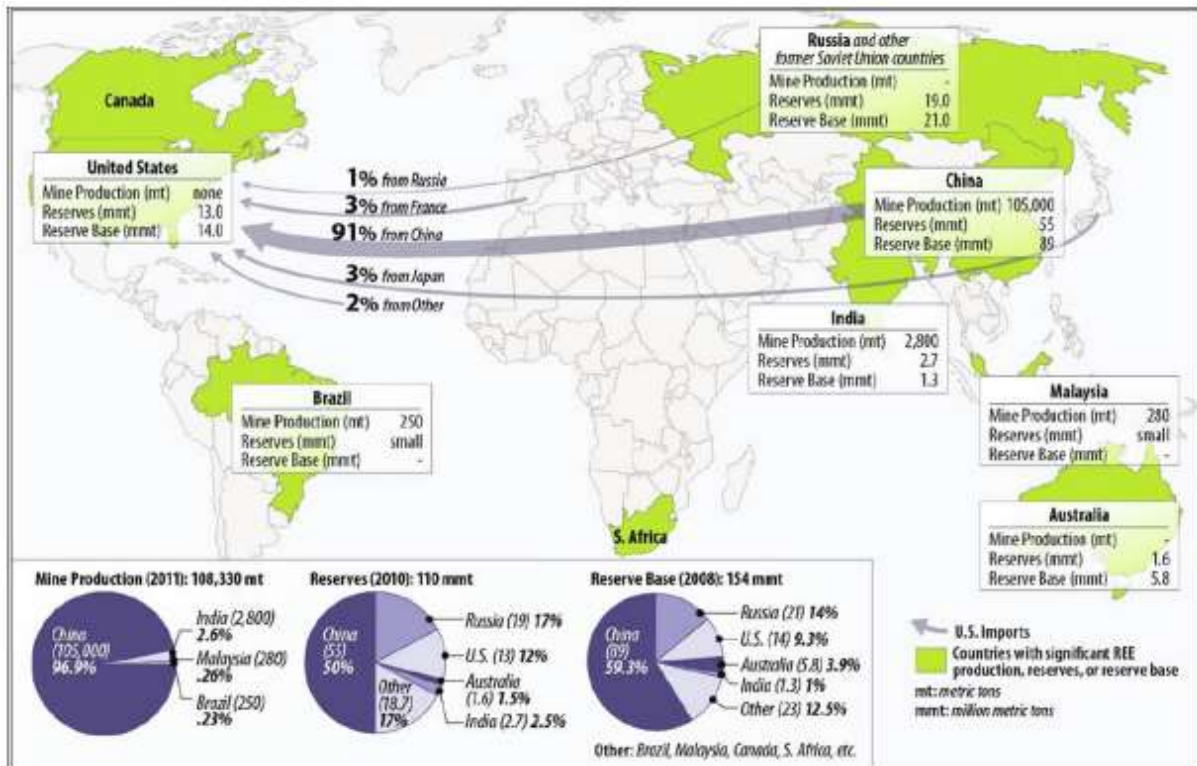 Canada
Russia and other
former Soviet Union countries
Mine Production (mt) -
Reserves (mmt) 19.0
Reserve Base (mmt) 21.0
United States
Mine Production (mt) none
Reserves (mmt) 13.0
Reserve Base (mmt) 14.0
1% from Russia
3% from France
91% from China
3% from Japan
2% from Other
China
Mine Production (mt) 105,000
Reserves (mmt) 55
Reserve Base (mmt) 89
India
Mine Production (mt) 2,800
Reserves (mmt) 2.7
Reserve Base (mmt) 1.3
Brazil
Mine Production (mt) 250
Reserves (mmt) small
Reserve Base (mmt) -
Malaysia
Mine Production (mt) 280
Reserves (mmt) small
Reserve Base (mmt) -
S. Africa
Australia
Mine Production (mt) -
Reserves (mmt) 1.6
Reserve Base (mmt) 5.8
Mine Production (2011): 108,330 mt
China
(105,000)
96.9%
India (2,800)
2.6%
Malaysia (280)
.26%
Brazil (250)
.23%
Reserves (2010): 110 mmt
China
(55)
50%
Russia (19) 17%
U.S. (13) 12%
Australia
(1.6) 1.5%
India (2.7) 2.5%
Other
(18.7)
17%
Reserve Base (2008): 154 mmt
China
(89)
59.3%
Russia (21) 14%
U.S. (14) 9.3%
Australia (5.8) 3.9%
India (1.3) 1%
Other (23) 12.5%
Other: Brazil, Malaysia, Canada, S. Africa, etc.
U.S. Imports
Countries with significant REE
production, reserves, or reserve base
mt: metric tons
mmt: million metric tons